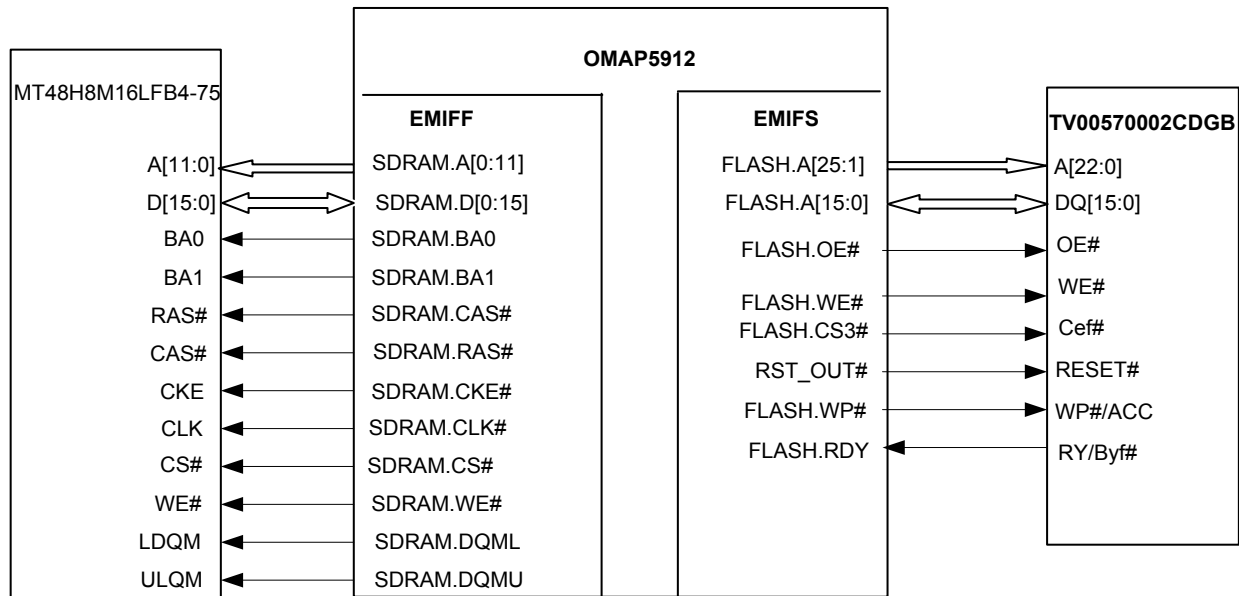 OMAP5912
MT48H8M16LFB4-75
EMIFF
EMIFS
TV00570002CDGB
A[11:0]
D[15:0]
BA0
BA1
RAS#
CAS#
CKE
CLK
CS#
WE#
LDQM
ULQM
SDRAM.A[0:11]
SDRAM.D[0:15]
SDRAM.BA0
SDRAM.BA1
SDRAM.CAS#
SDRAM.RAS#
SDRAM.CKE#
SDRAM.CLK#
SDRAM.CS#
SDRAM.WE#
SDRAM.DQML
SDRAM.DQMU
FLASH.A[25:1]
FLASH.A[15:0]
FLASH.OE#
FLASH.WE#
FLASH.CS3#
RST_OUT#
FLASH.WP#
FLASH.RDY
A[22:0]
DQ[15:0]
OE#
WE#
Cef#
RESET#
WP#/ACC
RY/Byf#